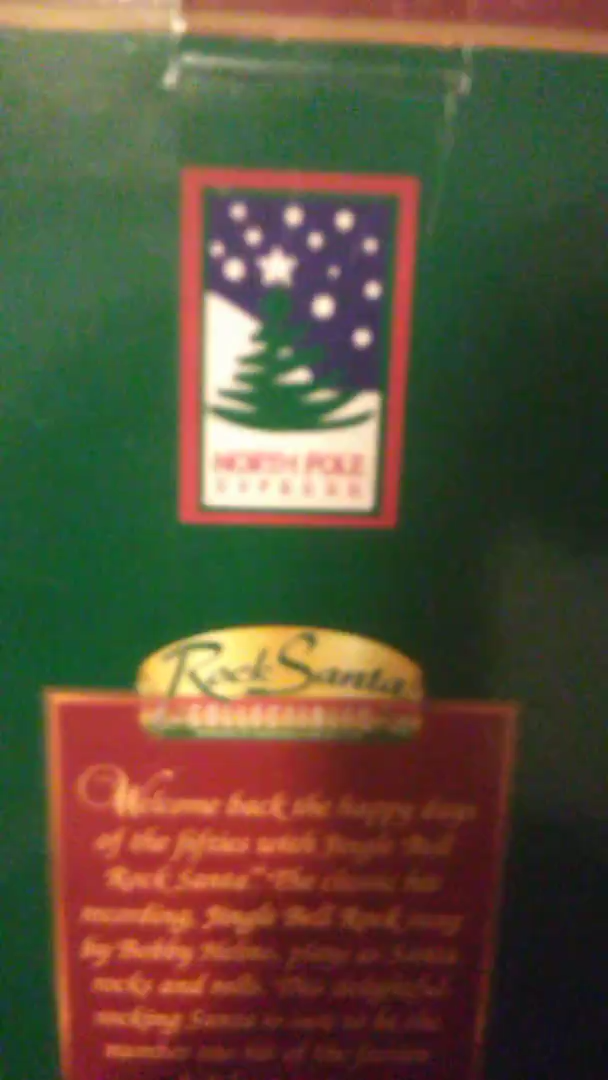 NORTH POLE
EXPRESS
Rock Santa
COLLECTIBLES
Welcome back the happy days
of the fifties with Jingle Bell
Rock Santa™ The classic hit
recording, Jingle Bell Rock sung
by Bobby Helms, plays as Santa
rocks and rolls. This delightful
rocking Santa is sure to be the
number one hit of the